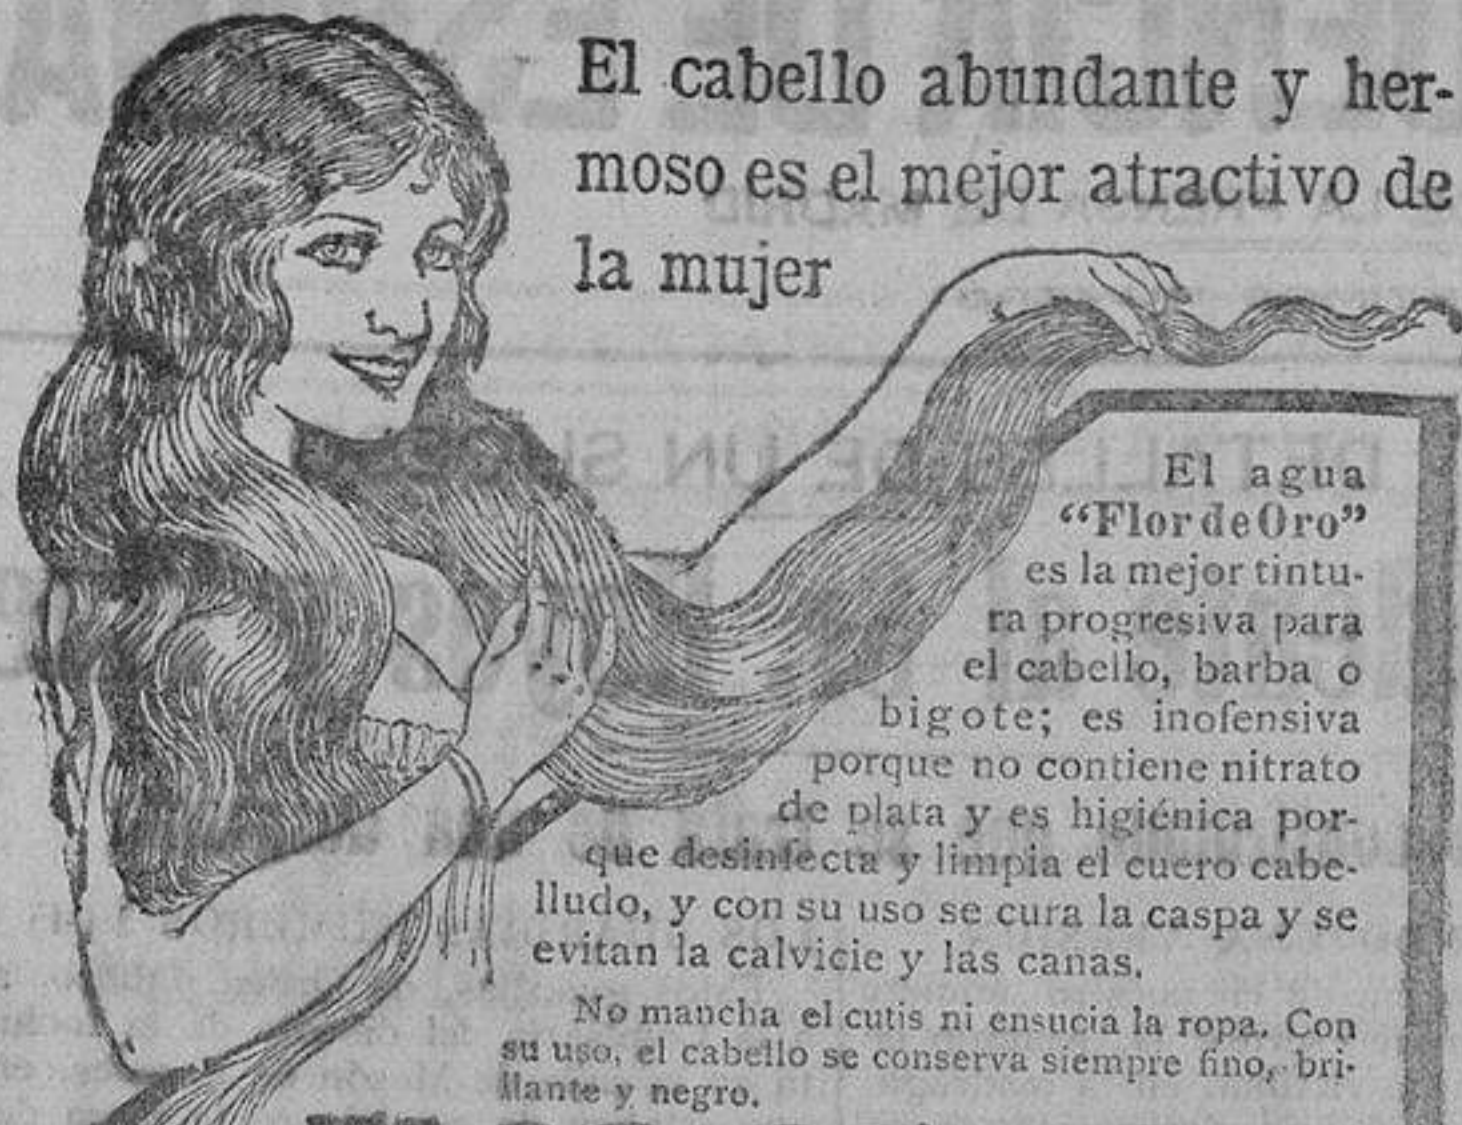 El cabello abundante y her-
moso es el mejor atractivo de
la mujer
El agua
“Flor de Oro”
es la mejor tintu-
ra progresiva para
el cabello, barba o
bigote; es inofensiva
porque no contiene nitrato
de plata y es higiénica por-
que desinfecta y limpia el cuero cabe-
lludo, y con su uso se cura la caspa y se
evitan la calvicie y las canas.
No mancha el cutis ni ensucia la ropa. Con
su uso, el cabello se conserva siempre fino, bri-
llante y negro.